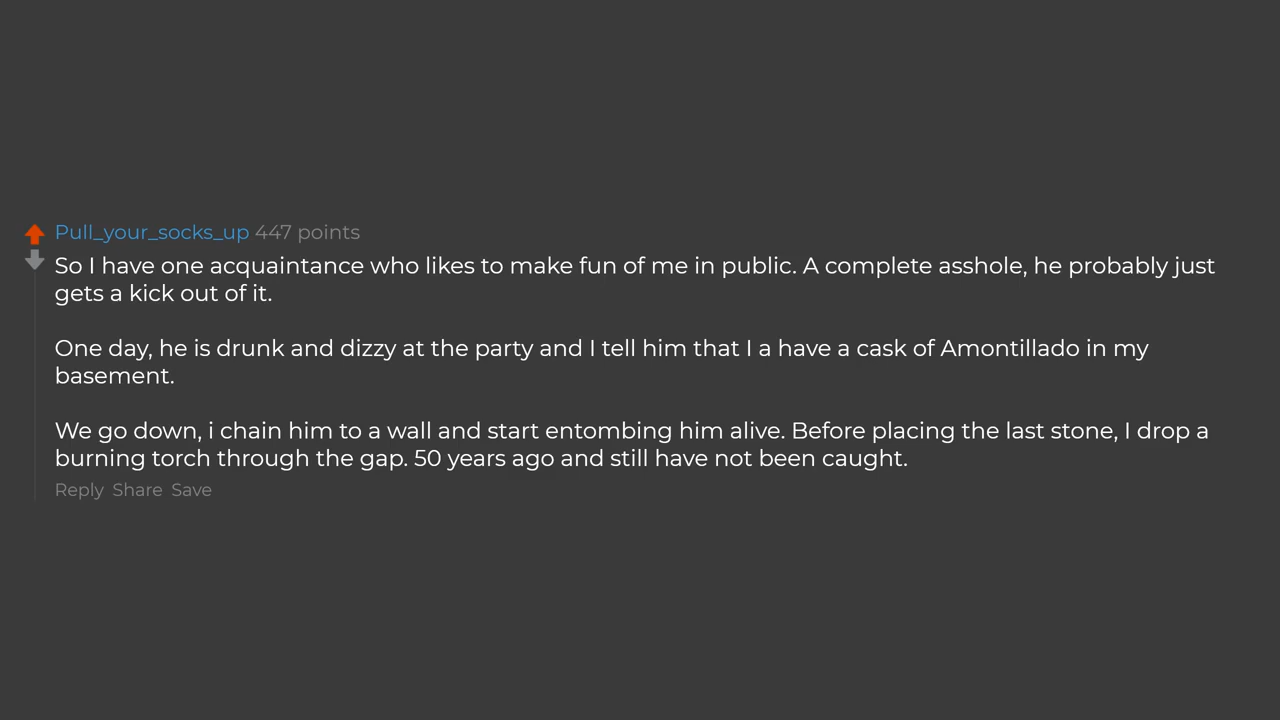 Pull_your_socks_up 447 points
So I have one acquaintance who likes to make fun of me in public. A complete asshole, he probably just
gets a kick out of it.
One day, he is drunk and dizzy at the party and I tell him that I a have a cask of Amontillado in my
basement.
We go down, i chain him to a wall and start entombing him alive. Before placing the last stone, I drop a
burning torch through the gap. 50 years ago and still have not been caught.
Reply Share Save